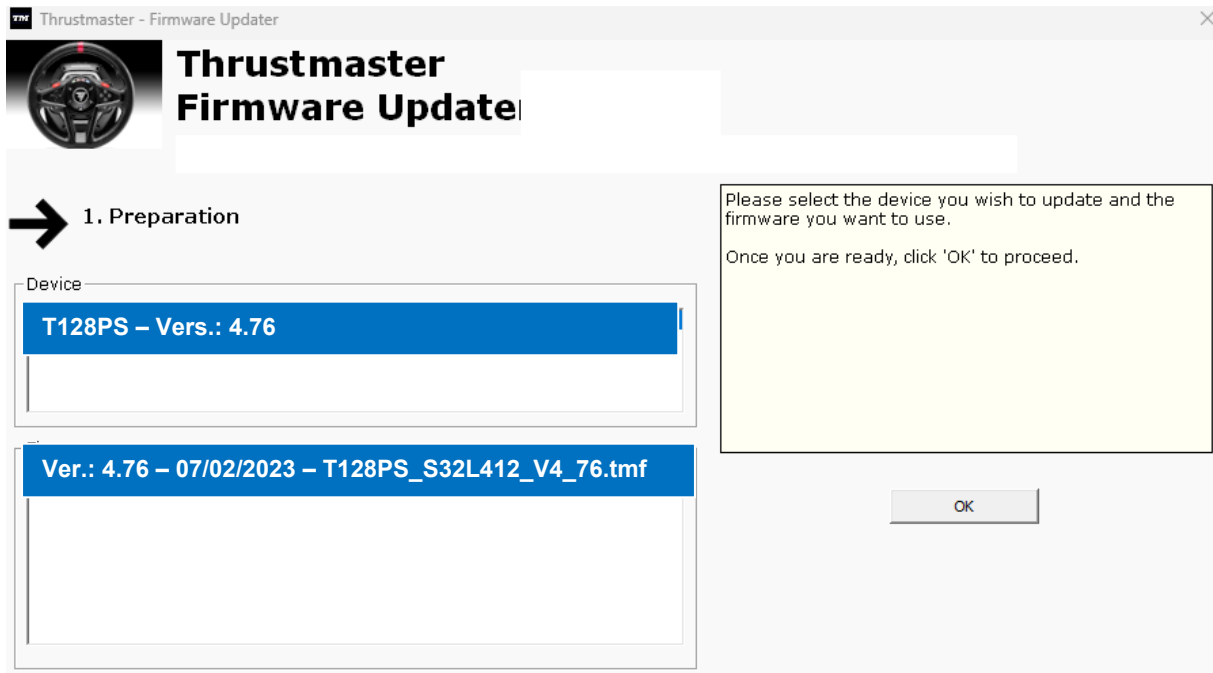 Thrustmaster - Firmware Updater
Thrustmaster
Firmware Update
1. Preparation
Device
T128PS – Vers.: 4.76
Ver.: 4.76 – 07/02/2023 – T128PS_S32L412_V4_76.tmf
Please select the device you wish to update and the
firmware you want to use.
Once you are ready, click 'OK' to proceed.
OK